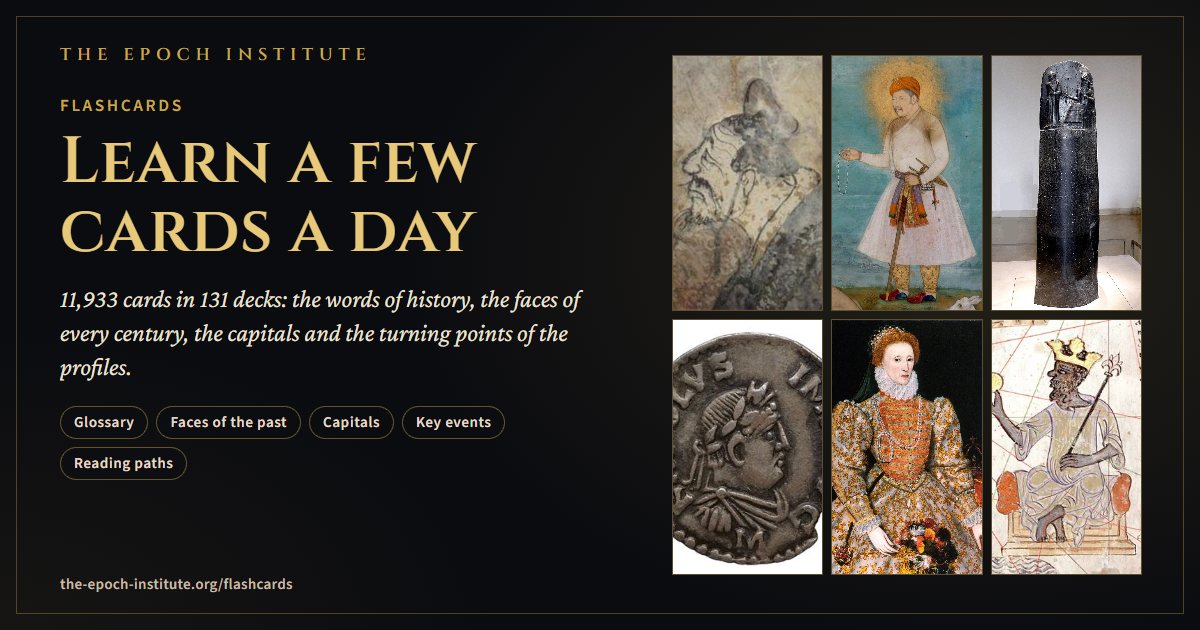 THE EPOCH INSTITUTE
FLASHCARDS
LEARN A FEW
CARDS A DAY
11,933 cards in 131 decks: the words of history, the faces of
every century, the capitals and the turning points of the
profiles.
Glossary
Faces of the past
Capitals
Key events
Reading paths
the-epoch-institute.org/flashcards